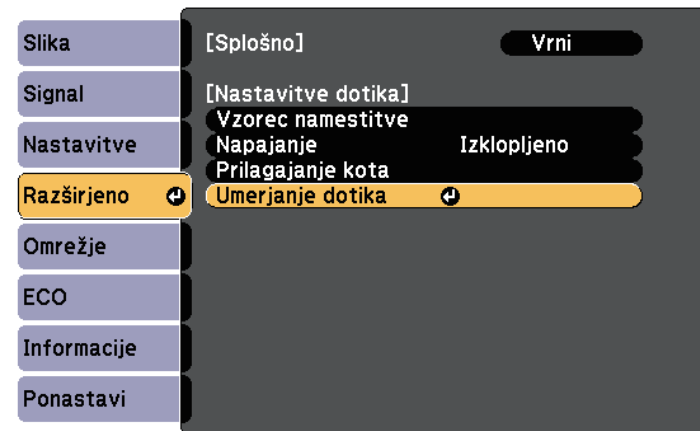 Slika
Signal
Nastavitve
Razširjeno
Omrežje
ECO
Informacije
Ponastavi
[Splošno] Vrni
[Nastavitve dotika]
Vzorec namestitve
Napajanje Izklopljeno
Prilagajanje kota
Umerjanje dotika